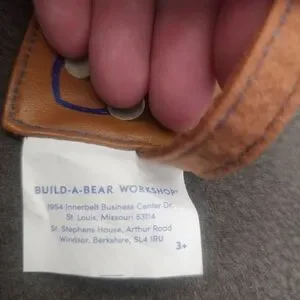 BUILD-A-BEAR WORKSHOP®
1954 Innerbelt Business Center Dr.
St. Louis, Missouri 63114
St. Stephens House, Arthur Road
Windsor, Berkshire, SL4 1RU
3+